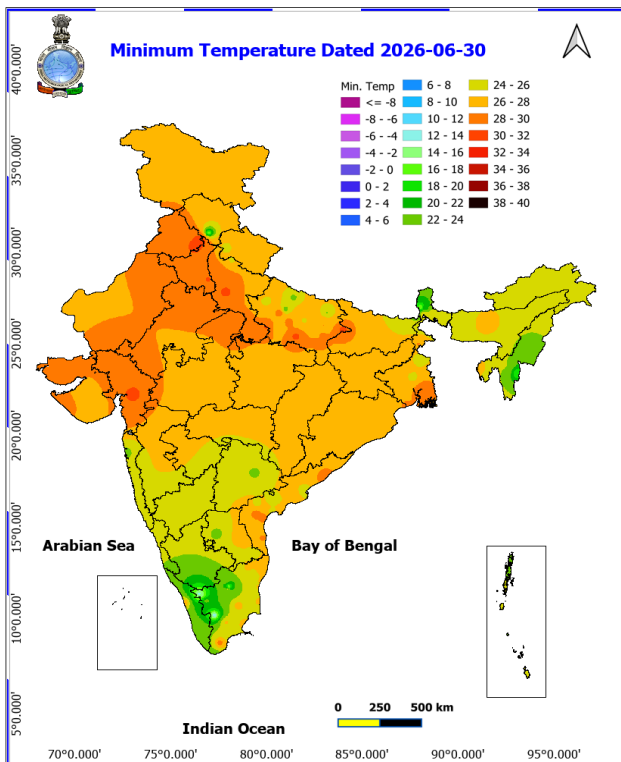 Minimum Temperature Dated 2026-06-30
Min. Temp
<= -8
-8 - -6
-6 - -4
-4 - -2
-2 - 0
0 - 2
2 - 4
4 - 6
6 - 8
8 - 10
10 - 12
12 - 14
14 - 16
16 - 18
18 - 20
20 - 22
22 - 24
24 - 26
26 - 28
28 - 30
30 - 32
32 - 34
34 - 36
36 - 38
38 - 40
40°0.000'
35°0.000'
30°0.000'
25°0.000'
20°0.000'
15°0.000'
10°0.000'
5°0.000'
Arabian Sea
Bay of Bengal
0 250 500 km
Indian Ocean
70°0.000' 75°0.000' 80°0.000' 85°0.000' 90°0.000' 95°0.000'